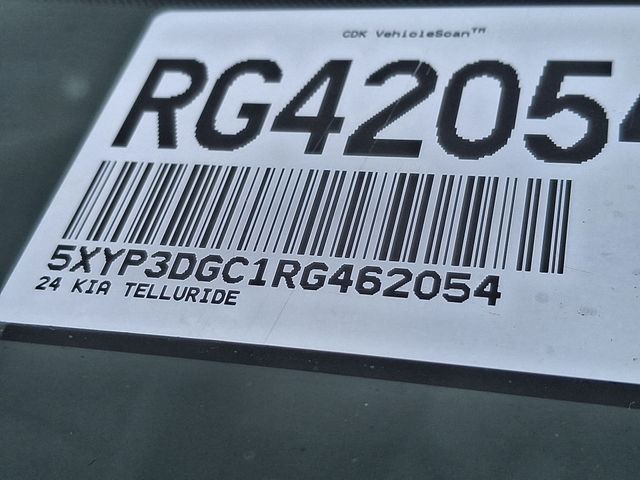 CDK VehicleScan™
RG42054
5XYP3DGC1RG462054
24 KIA TELLURIDE